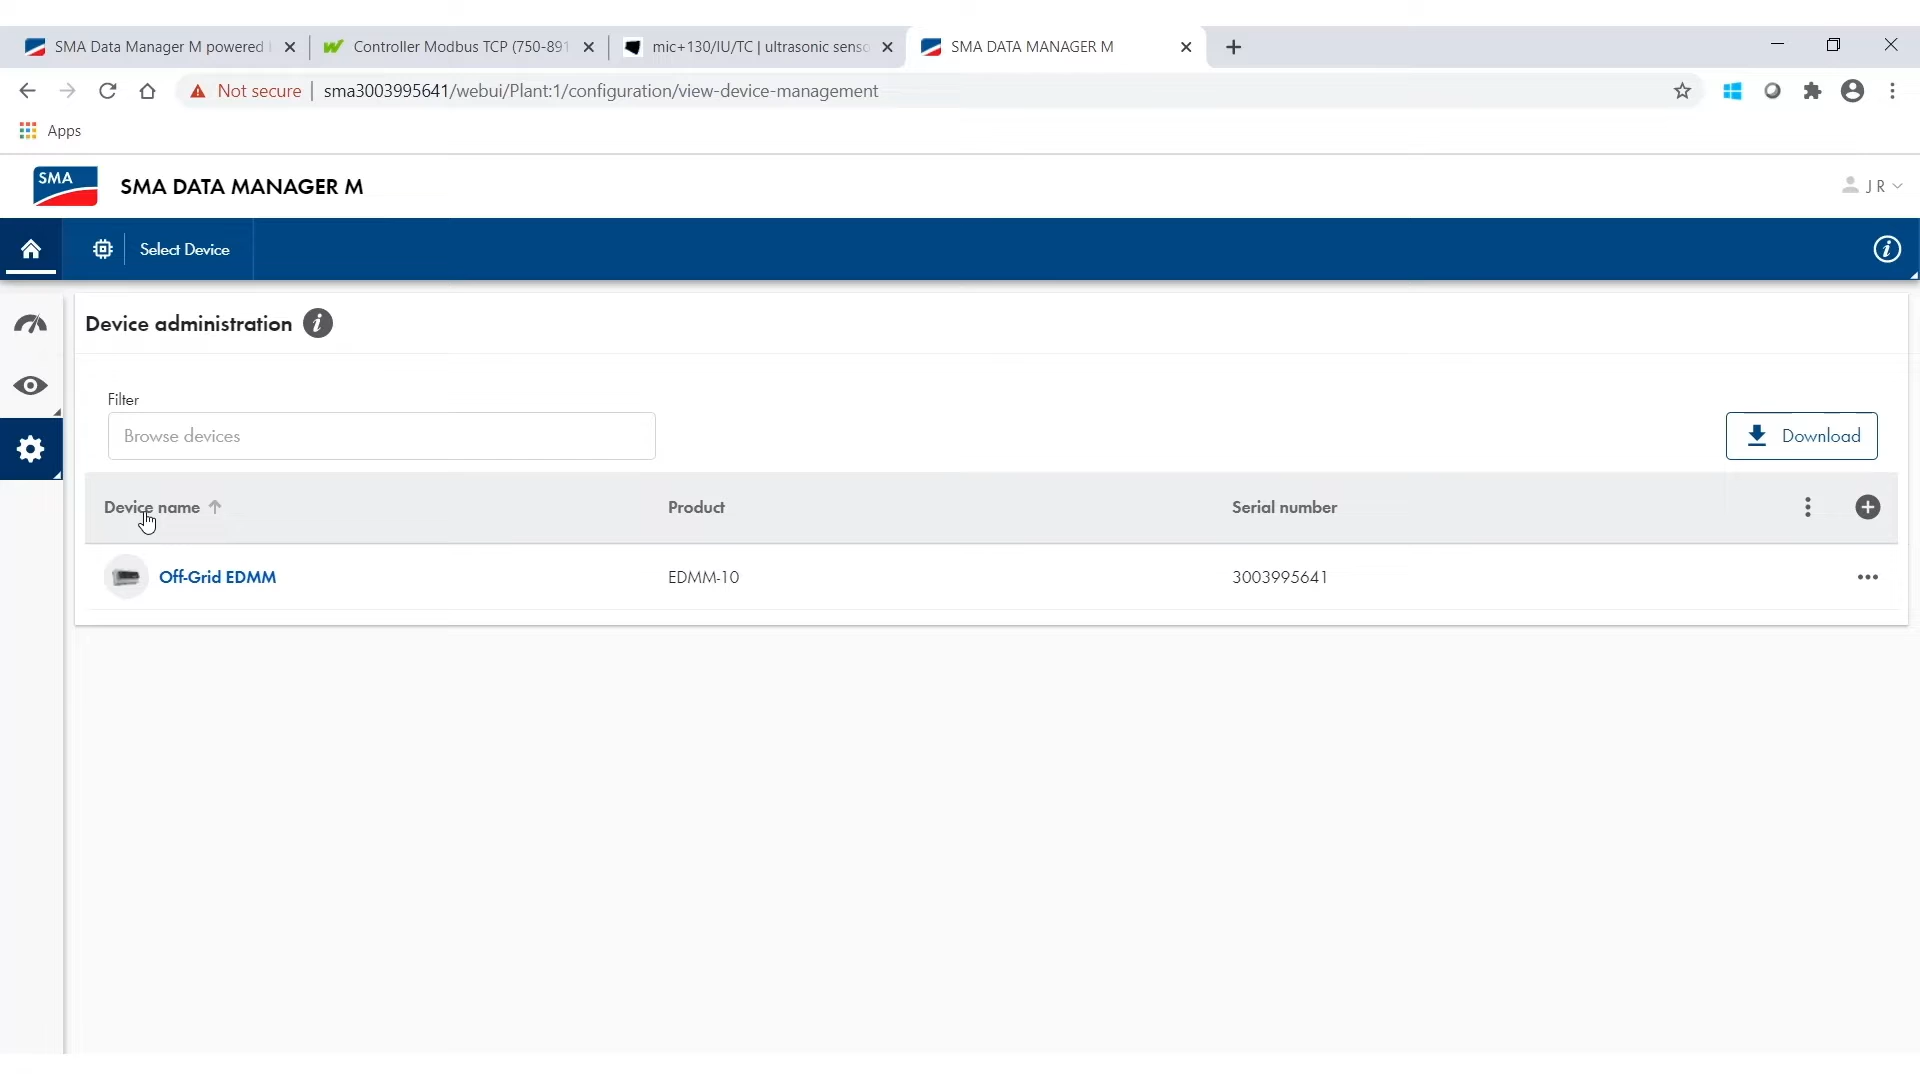 SMA Data Manager M powered
Controller Modbus TCP (750-891
mic+130/IU/TC | ultrasonic senso
SMA DATA MANAGER M
Not secure
sma3003995641/webui/Plant:1/configuration/view-device-management
Apps
SMA
SMA DATA MANAGER M
J R
Select Device
Device administration
Filter
Browse devices
Download
Device name
Product
Serial number
Off-Grid EDMM
EDMM-10
3003995641